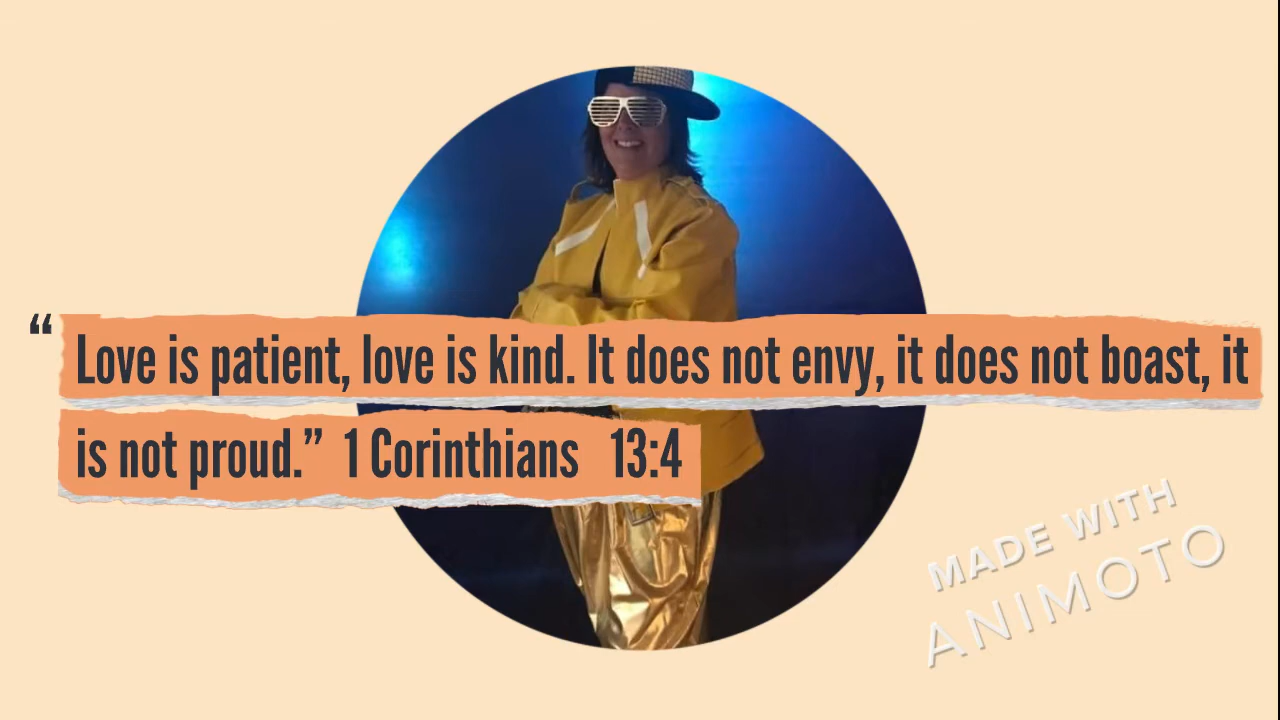 “ Love is patient, love is kind. It does not envy, it does not boast, it
is not proud.” 1 Corinthians 13:4
MADE WITH
ANIMOTO